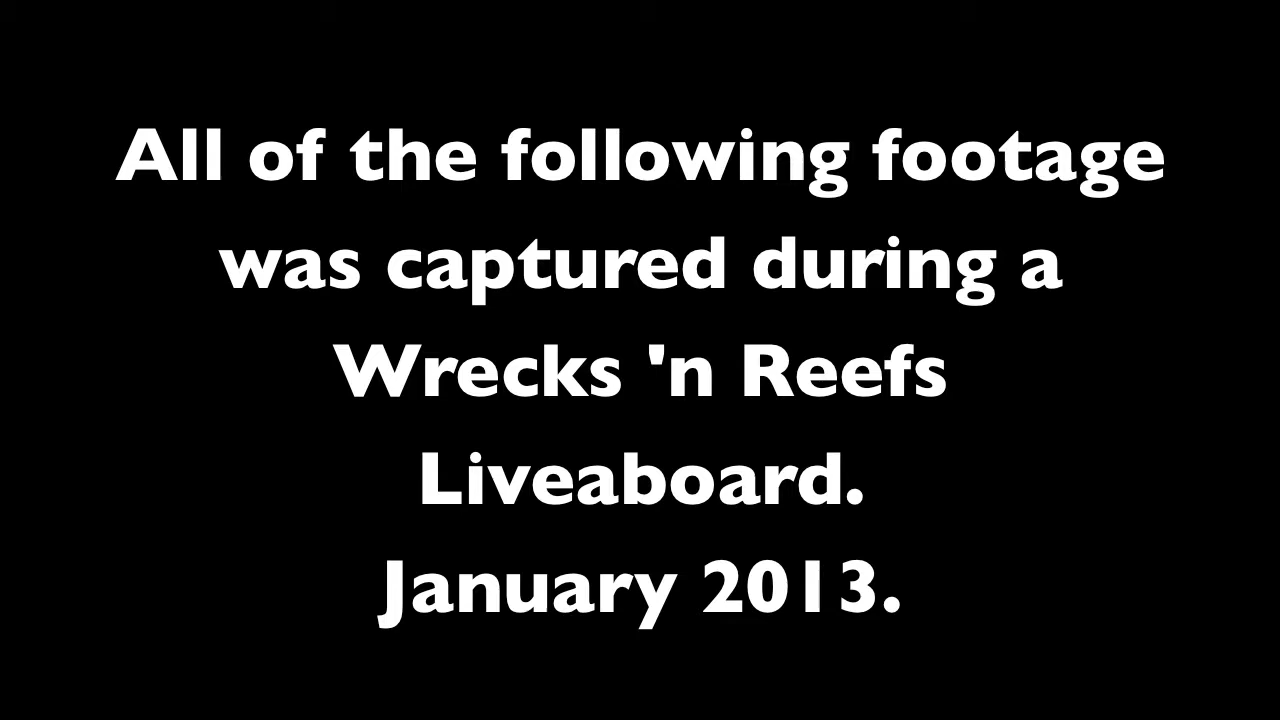 All of the following footage
was captured during a
Wrecks 'n Reefs
Liveaboard.
January 2013.